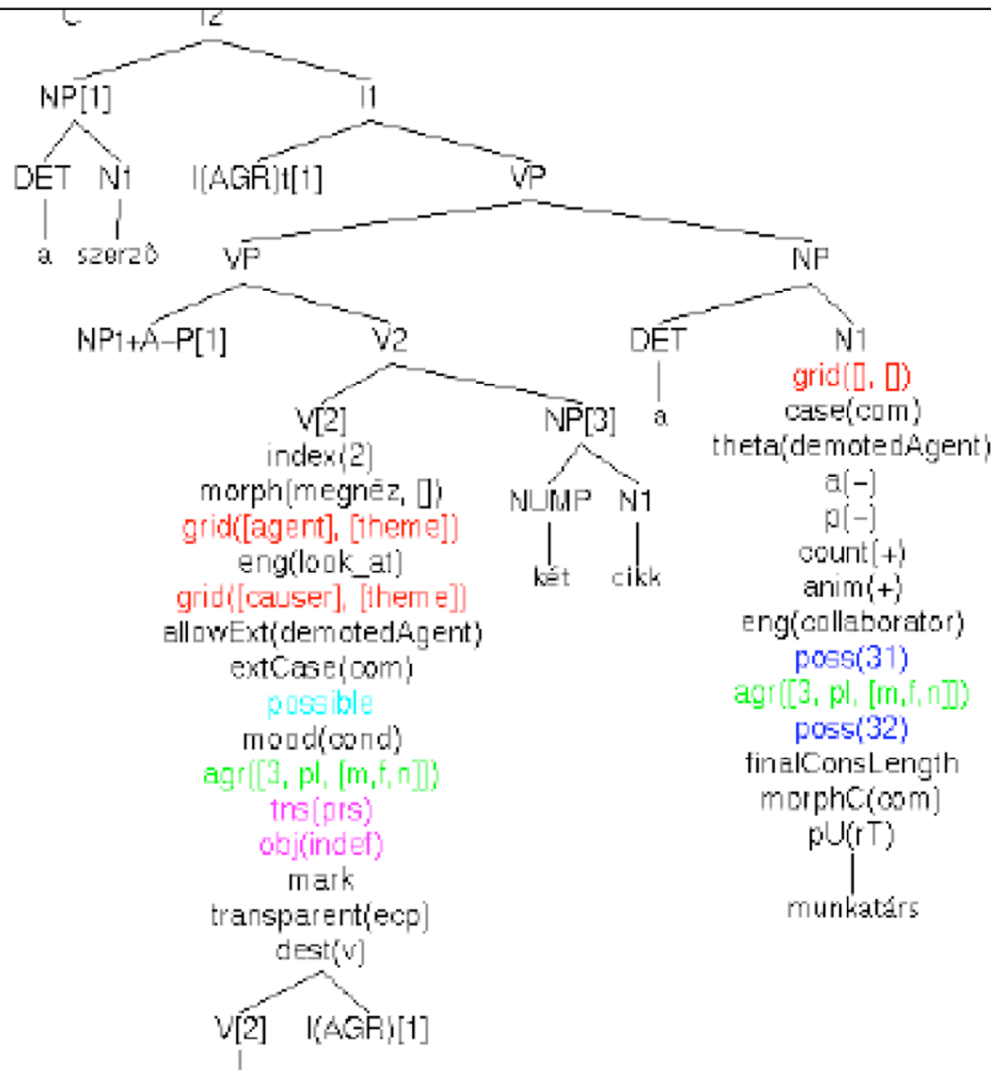 C I2
NP[1] I1
DET N1 I(AGR)t[1] VP
a szerzõ VP NP
NP1+A-P[1] V2 DET N1
grid([], [])
V[2] NP[3] a case(com)
index(2) theta(demotedAgent)
morph(megnéz, []) NUMP N1 a(-)
grid([agent], [theme]) p(-)
eng(look_at) két cikk count(+)
grid([causer], [theme]) anim(+)
allowExt(demotedAgent) eng(collaborator)
extCase(com) poss(31)
possible agr([3, pl, [m,f,n]])
mood(cond) poss(32)
agr([3, pl, [m,f,n]]) finalConsLength
tns(prs) morphC(com)
obj(indef) pU(rT)
mark
transparent(ecp) munkatárs
dest(v)
V[2] I(AGR)[1]